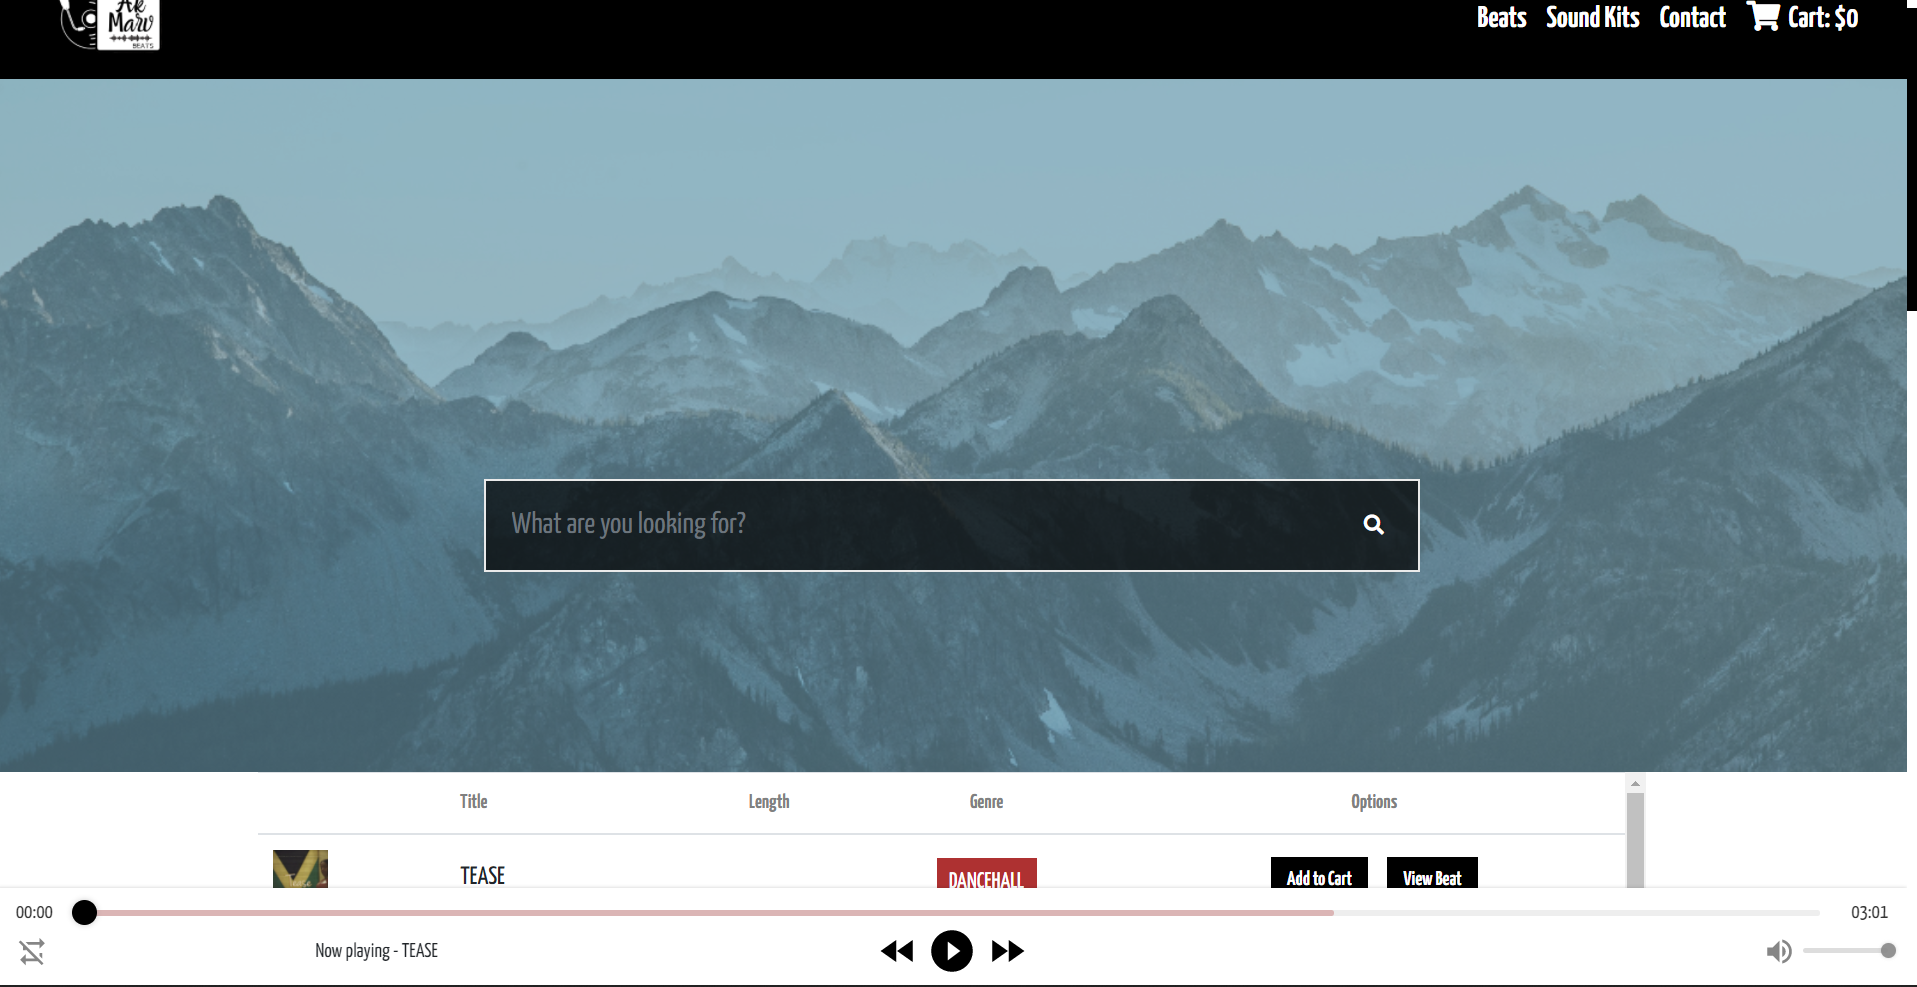 Ak
Marv
BEATS
Beats Sound Kits Contact Cart: $0
What are you looking for?
Title Length Genre Options
TEASE DANCEHALL Add to Cart View Beat
00:00 03:01
Now playing - TEASE